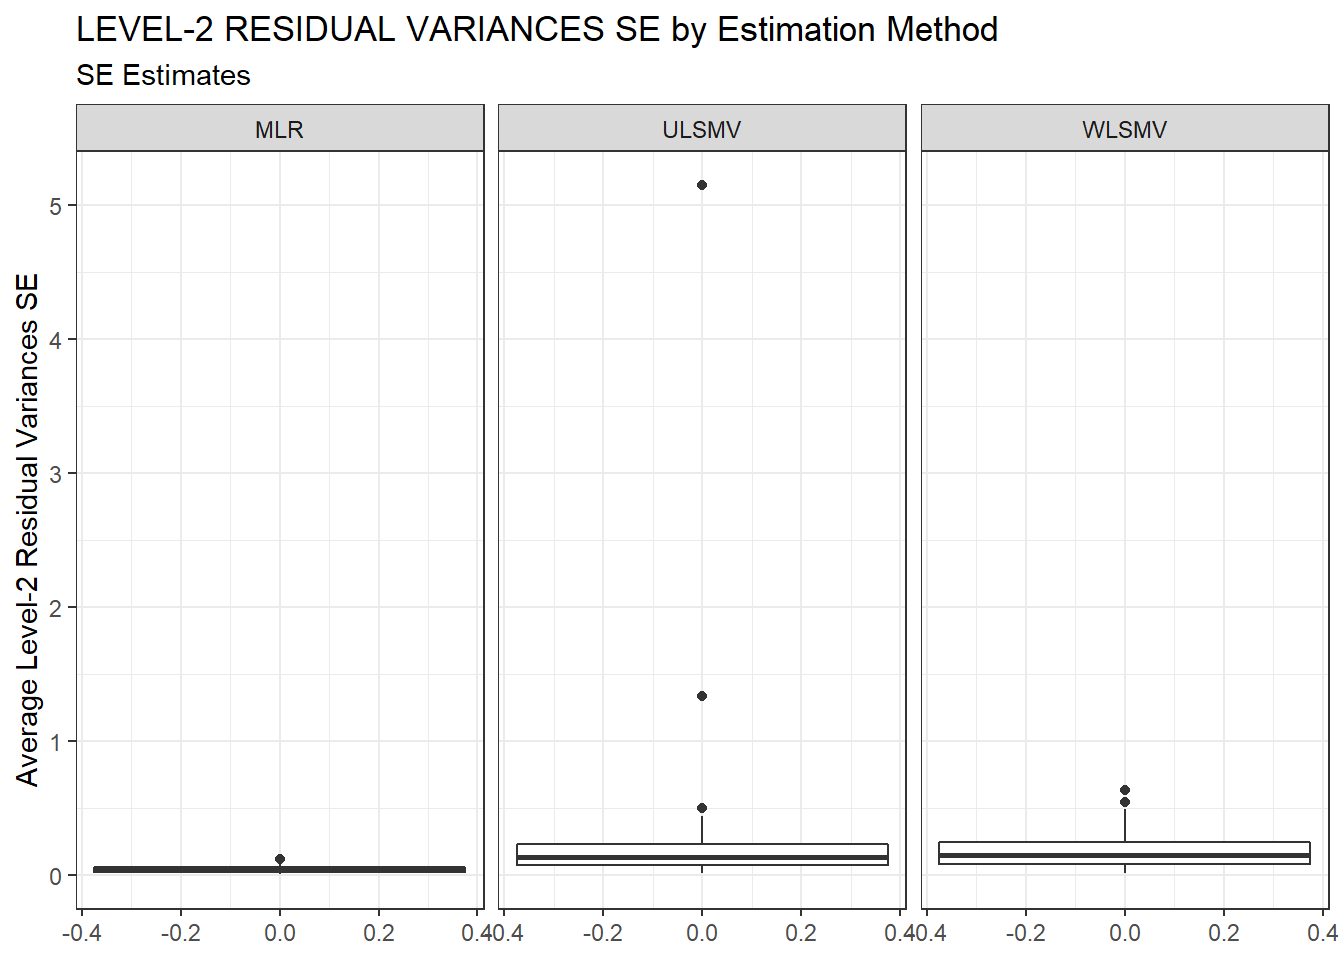 LEVEL-2 RESIDUAL VARIANCES SE by Estimation Method
SE Estimates
MLR ULSMV WLSMV
Average Level-2 Residual Variances SE
5
4
3
2
1
0
-0.4 -0.2 0.0 0.2 0.4 -0.4 -0.2 0.0 0.2 0.4 -0.4 -0.2 0.0 0.2 0.4